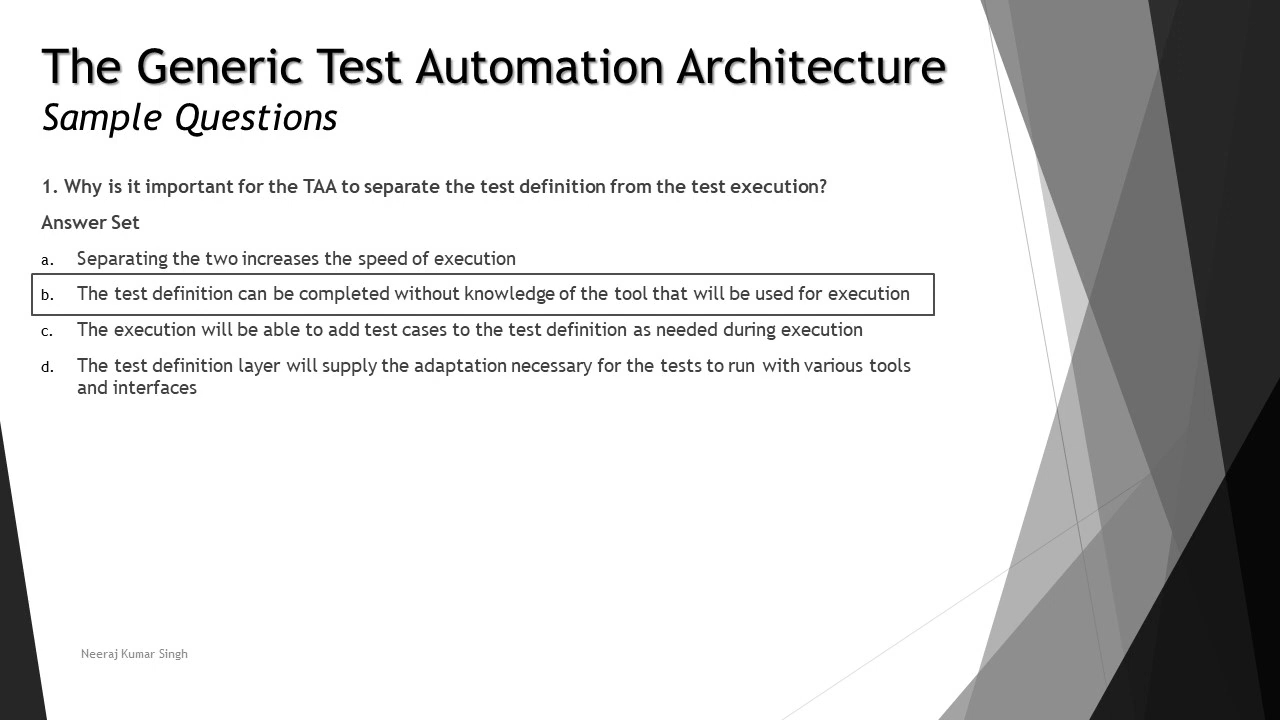 The Generic Test Automation Architecture
Sample Questions
1. Why is it important for the TAA to separate the test definition from the test execution?
Answer Set
a. Separating the two increases the speed of execution
b. The test definition can be completed without knowledge of the tool that will be used for execution
c. The execution will be able to add test cases to the test definition as needed during execution
d. The test definition layer will supply the adaptation necessary for the tests to run with various tools
and interfaces
Neeraj Kumar Singh